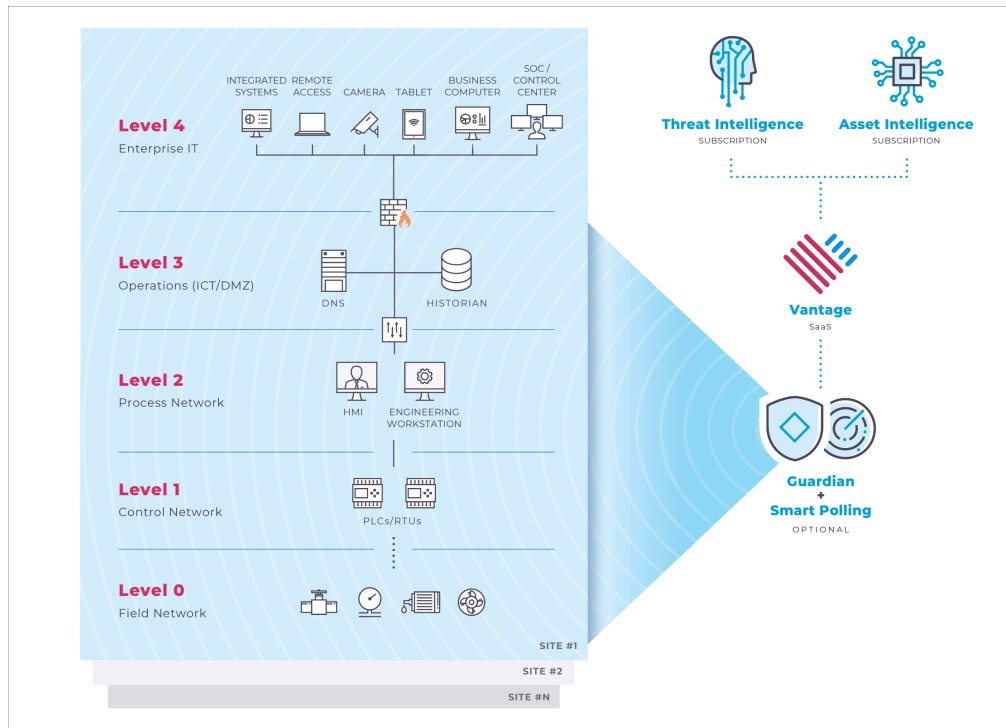 INTEGRATED
SYSTEMS
REMOTE
ACCESS
CAMERA
TABLET
BUSINESS
COMPUTER
SOC /
CONTROL
CENTER
Level 4
Enterprise IT
Level 3
Operations (ICT/DMZ)
DNS
HISTORIAN
Level 2
Process Network
HMI
ENGINEERING
WORKSTATION
Level 1
Control Network
PLCs/RTUs
Level 0
Field Network
SITE #1
SITE #2
SITE #N
Threat Intelligence
SUBSCRIPTION
Asset Intelligence
SUBSCRIPTION
Vantage
SaaS
Guardian
+
Smart Polling
OPTIONAL